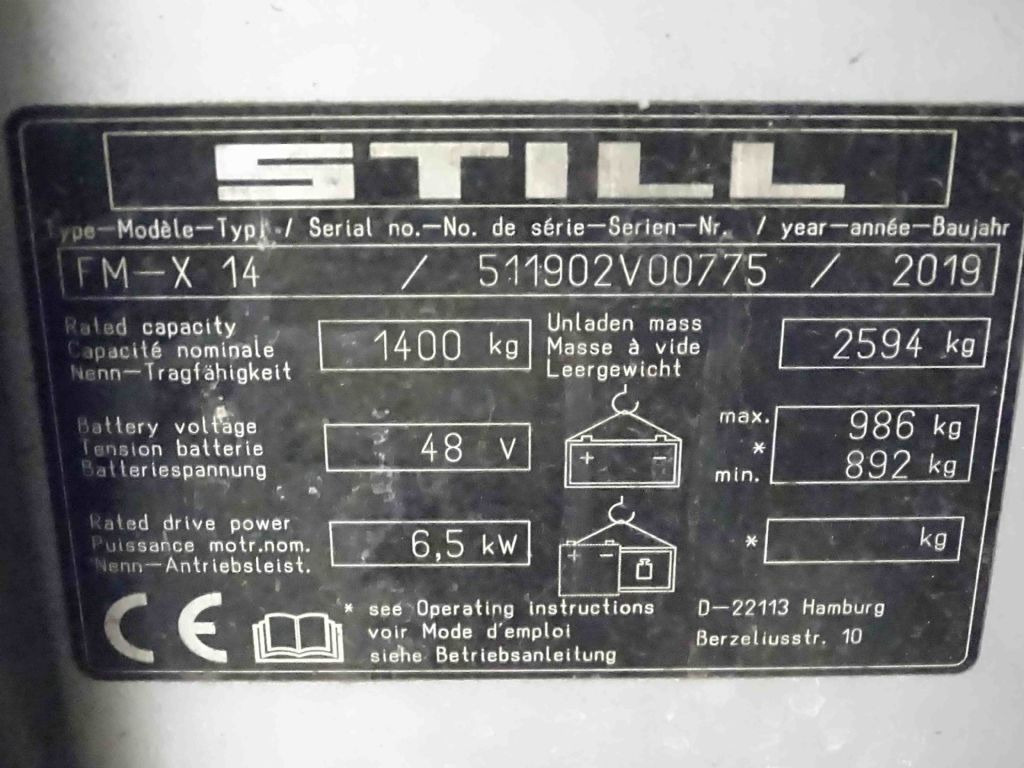 STILL
Type-Modèle-Typ / Serial no.-No. de série-Serien-Nr. / year-année-Baujahr
FM-X 14 / 511902V00775 / 2019
Rated capacity
Capacité nominale
Nenn-Tragfähigkeit
1400 kg
Unladen mass
Masse à vide
Leergewicht
2594 kg
Battery voltage
Tension batterie
Batteriespannung
48 V
+ -
max.
*
min.
986 kg
892 kg
Rated drive power
Puissance motr.nom.
Nenn-Antriebsleist.
6,5 kW
+ -
* kg
CE
* see Operating instructions
voir Mode d'emploi
siehe Betriebsanleitung
D-22113 Hamburg
Berzeliusstr. 10